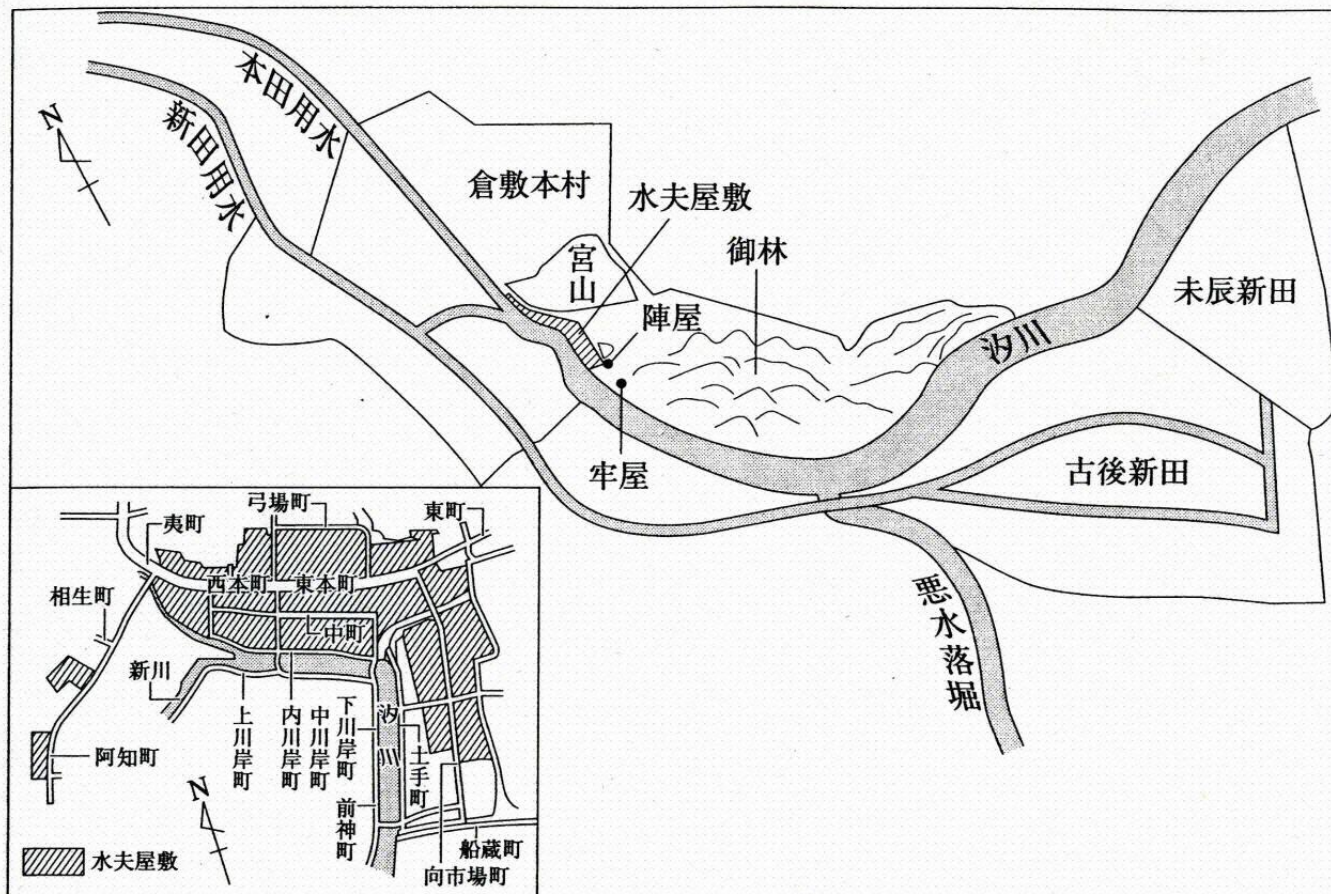 本田用水
新田用水
N
倉敷本村
水夫屋敷
宮山
御林
陣屋
牢屋
汐川
未辰新田
古後新田
悪水落堀
弓場町
東町
夷町
西本町
東本町
相生町
中町
新川
上川岸町
内川岸町
中川岸町
下川岸町
汐川
土手町
阿知町
前神町
船蔵町
向市場町
N
水夫屋敷